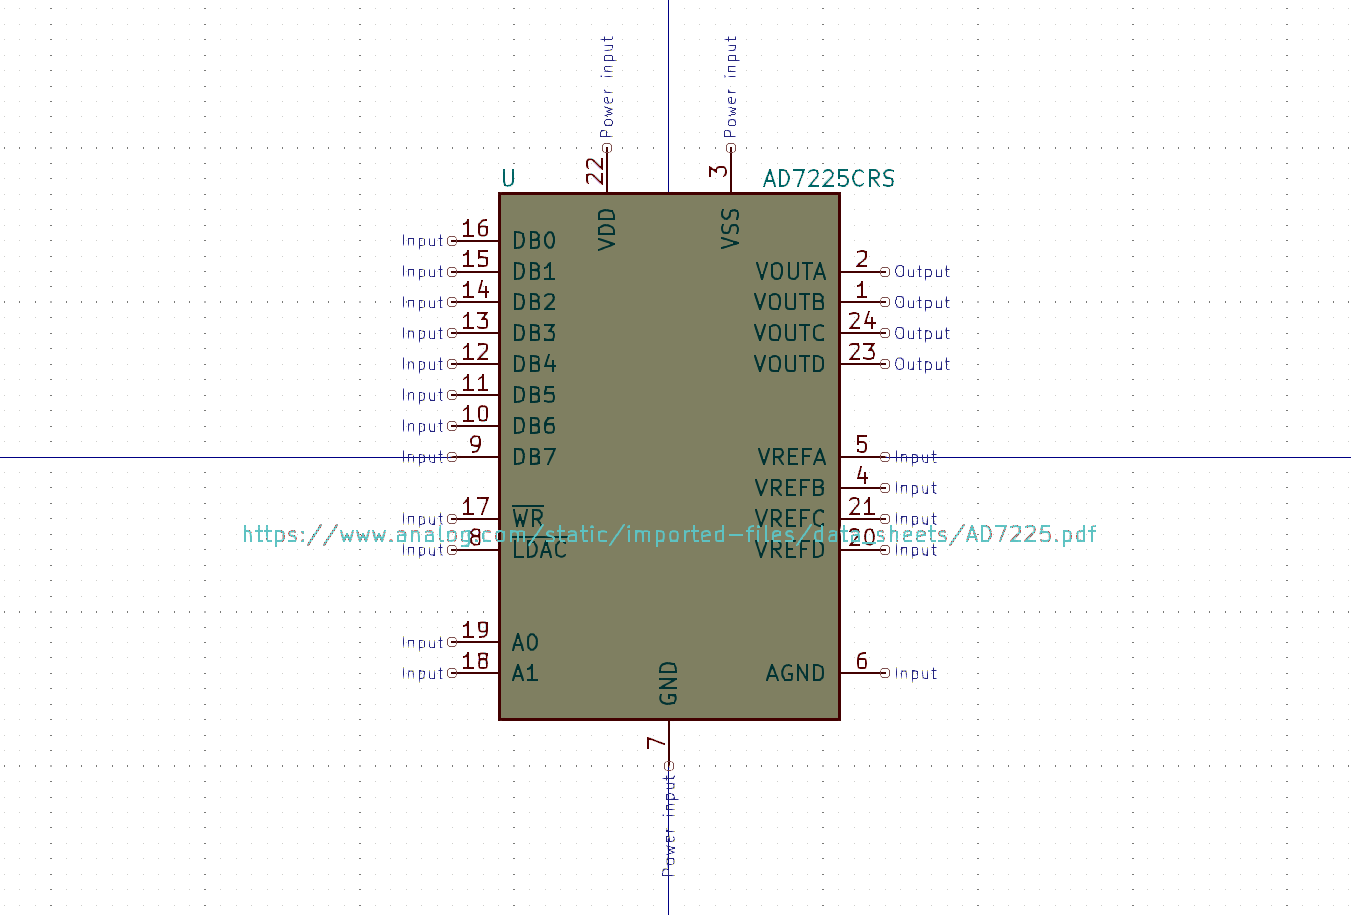 Power input Power input
22 3
U AD7225CRS
VDD VSS
Input 16 DB0
Input 15 DB1 VOUTA 2 Output
Input 14 DB2 VOUTB 1 Output
Input 13 DB3 VOUTC 24 Output
Input 12 DB4 VOUTD 23 Output
Input 11 DB5
Input 10 DB6
Input 9 DB7 VREFA 5 Input
VREFB 4 Input
Input 17 WR VREFC 21 Input
https://www.analog.com/static/imported-files/data_sheets/AD7225.pdf
Input 8 LDAC VREFD 20 Input
Input 19 A0
Input 18 A1 AGND 6 Input
GND
7
Power input